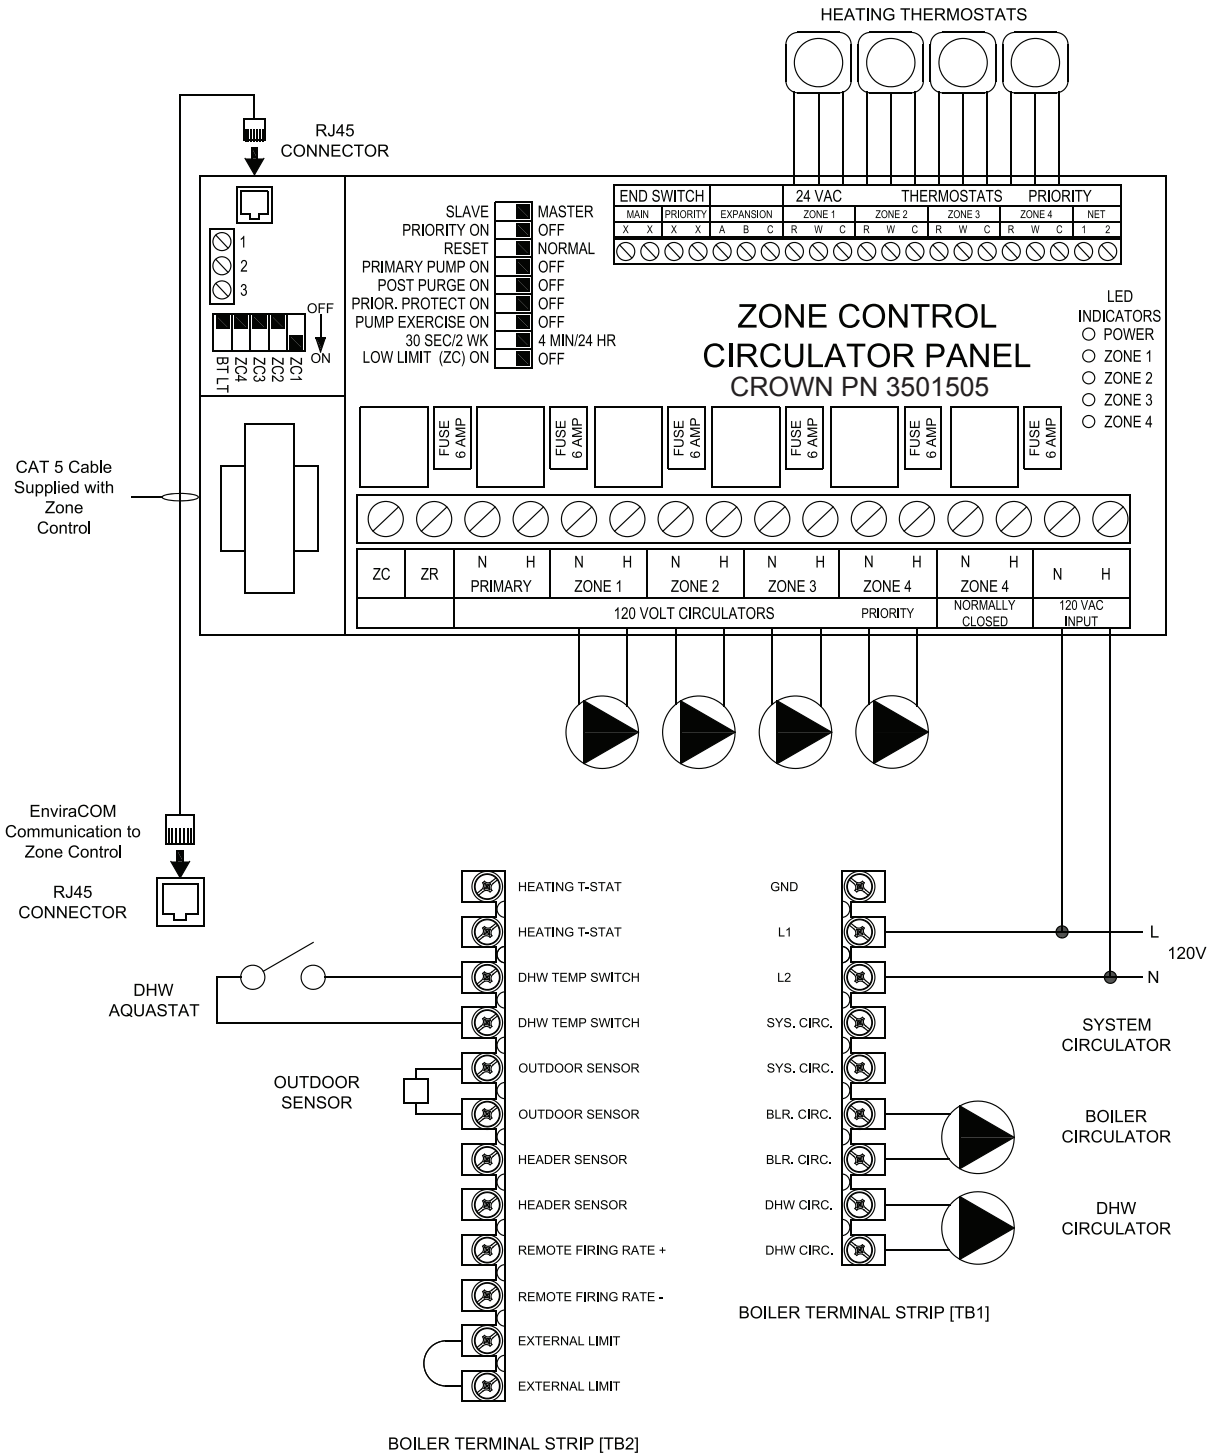 HEATING THERMOSTATS
RJ45
CONNECTOR
END SWITCH 24 VAC THERMOSTATS PRIORITY
MAIN PRIORITY EXPANSION ZONE 1 ZONE 2 ZONE 3 ZONE 4 NET
X X X X A B C R W C R W C R W C R W C 1 2
SLAVE MASTER
PRIORITY ON OFF
RESET NORMAL
PRIMARY PUMP ON OFF
POST PURGE ON OFF
PRIOR. PROTECT ON OFF
PUMP EXERCISE ON OFF
30 SEC/2 WK 4 MIN/24 HR
LOW LIMIT (ZC) ON OFF
1
2
3
OFF
ON
BT LT
ZC4
ZC3
ZC2
ZC1
ZONE CONTROL
CIRCULATOR PANEL
CROWN PN 3501505
LED
INDICATORS
POWER
ZONE 1
ZONE 2
ZONE 3
ZONE 4
FUSE
6 AMP
FUSE
6 AMP
FUSE
6 AMP
FUSE
6 AMP
FUSE
6 AMP
FUSE
6 AMP
CAT 5 Cable
Supplied with
Zone
Control
ZC ZR N H N H N H N H N H N H N H
PRIMARY ZONE 1 ZONE 2 ZONE 3 ZONE 4 ZONE 4
120 VOLT CIRCULATORS PRIORITY
NORMALLY
CLOSED
120 VAC
INPUT
EnviraCOM
Communication to
Zone Control
RJ45
CONNECTOR
DHW
AQUASTAT
OUTDOOR
SENSOR
HEATING T-STAT
HEATING T-STAT
DHW TEMP SWITCH
DHW TEMP SWITCH
OUTDOOR SENSOR
OUTDOOR SENSOR
HEADER SENSOR
HEADER SENSOR
REMOTE FIRING RATE +
REMOTE FIRING RATE -
EXTERNAL LIMIT
EXTERNAL LIMIT
BOILER TERMINAL STRIP [TB2]
GND
L1
L2
SYS. CIRC.
SYS. CIRC.
BLR. CIRC.
BLR. CIRC.
DHW CIRC.
DHW CIRC.
BOILER TERMINAL STRIP [TB1]
L
120V
N
SYSTEM
CIRCULATOR
BOILER
CIRCULATOR
DHW
CIRCULATOR